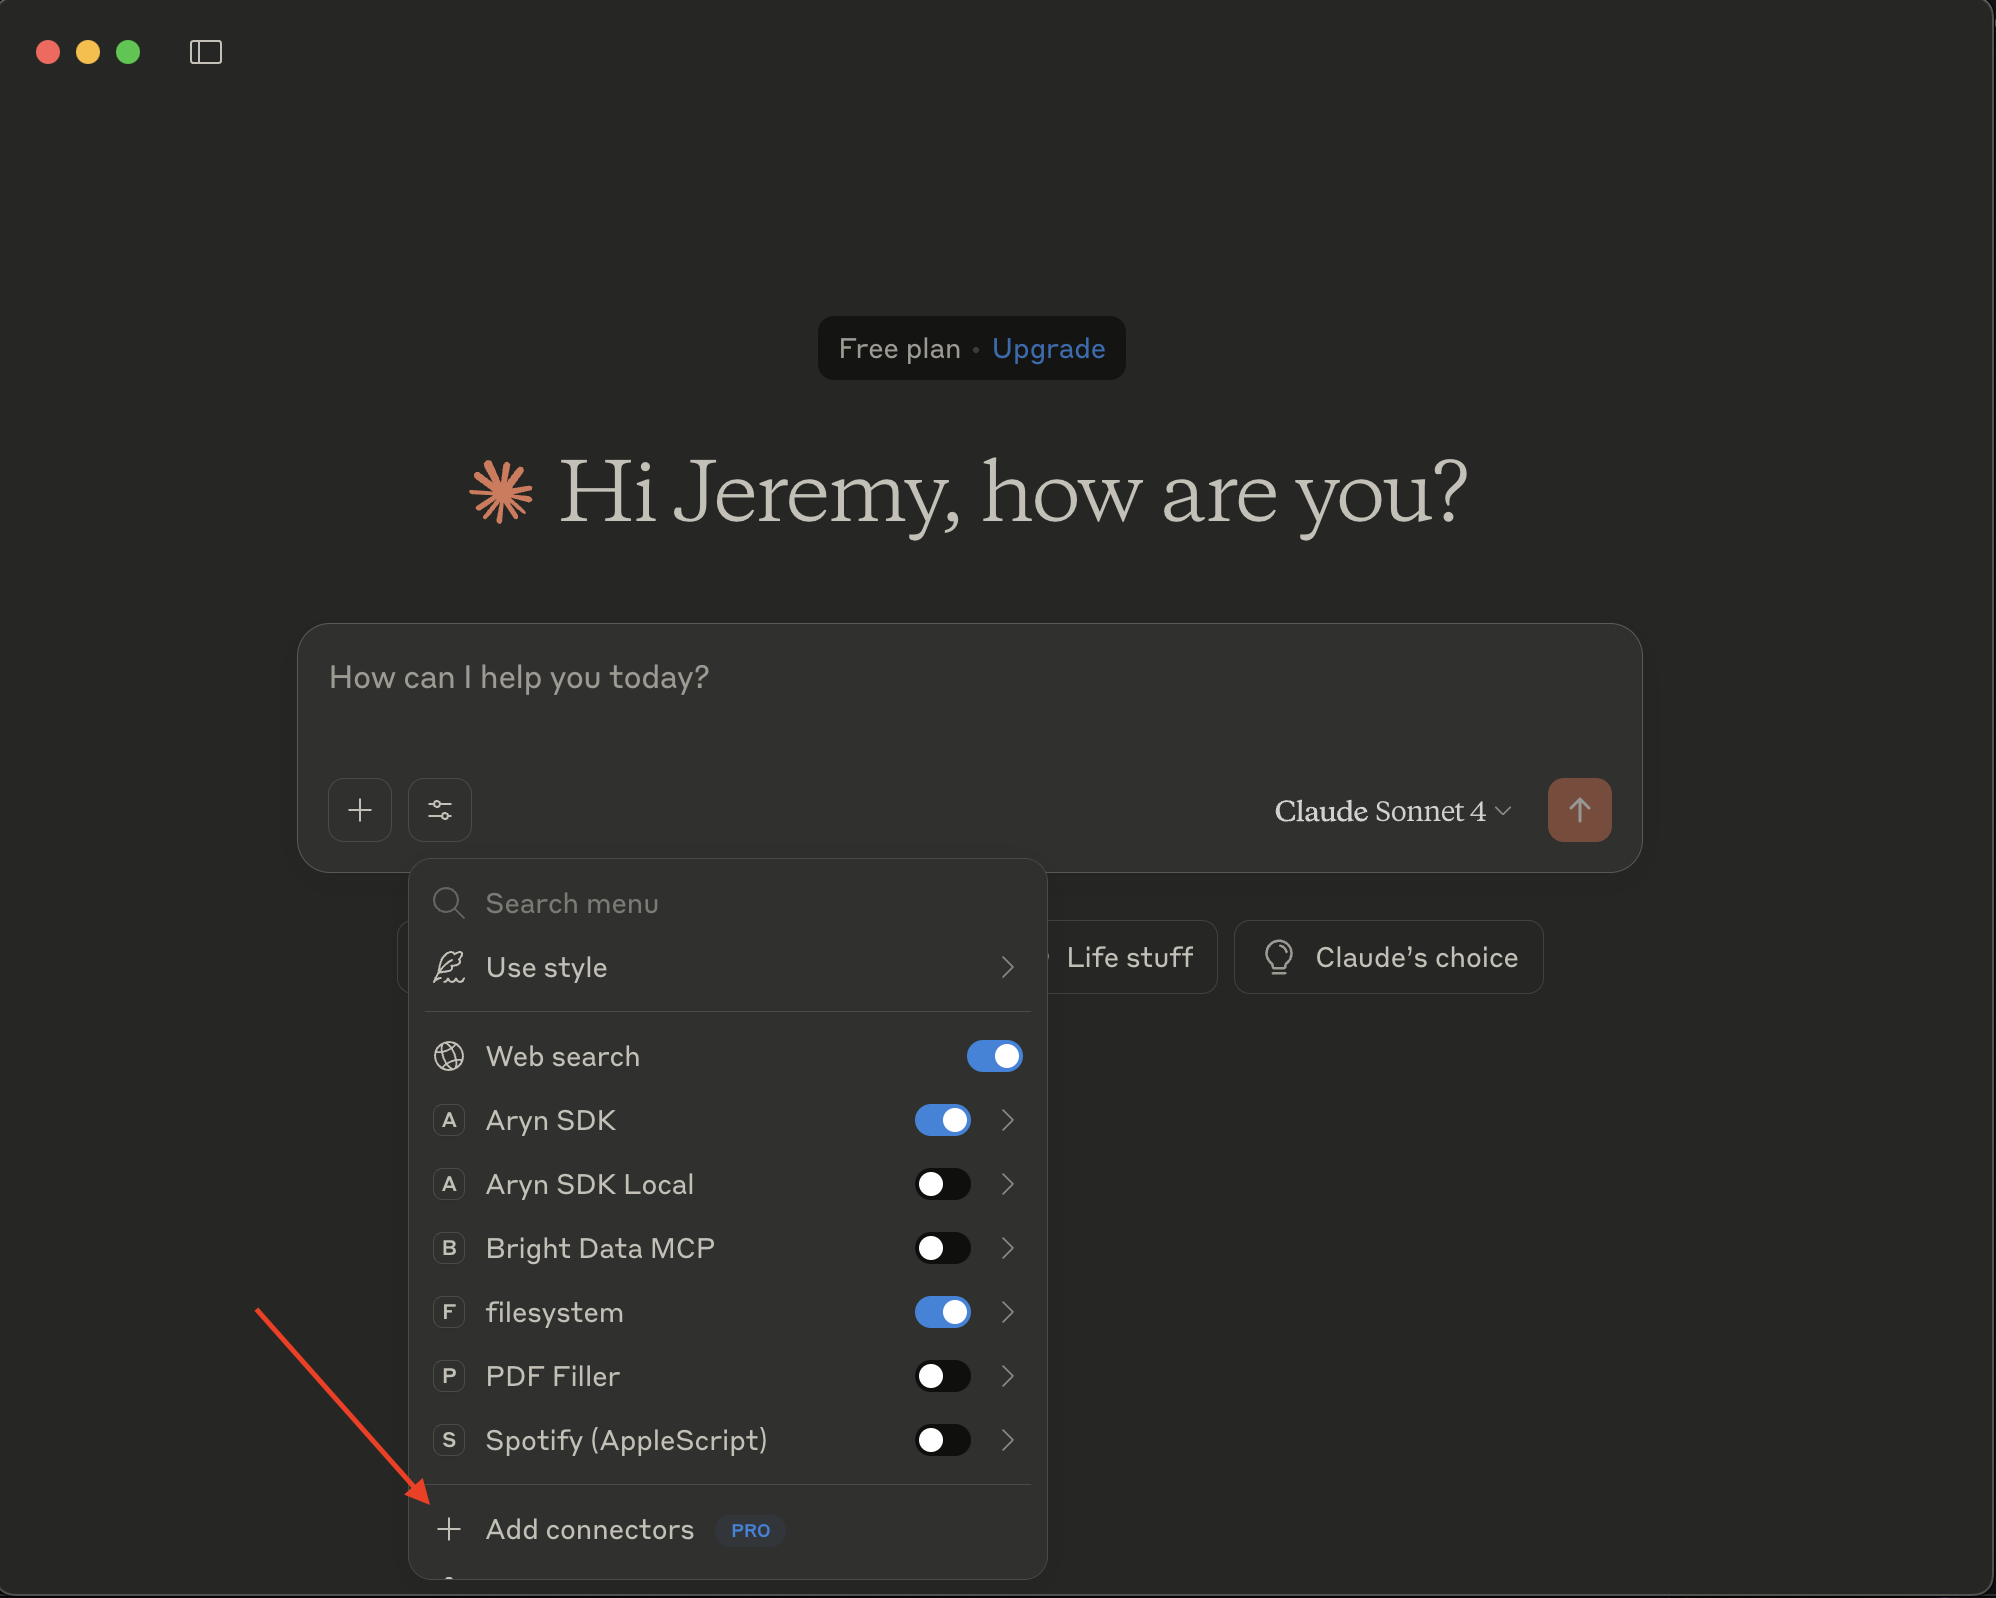 Free plan • Upgrade
Hi Jeremy, how are you?
How can I help you today?
Claude Sonnet 4
Search menu
Use style
Life stuff
Claude’s choice
Web search
A Aryn SDK
A Aryn SDK Local
B Bright Data MCP
F filesystem
P PDF Filler
S Spotify (AppleScript)
Add connectors PRO